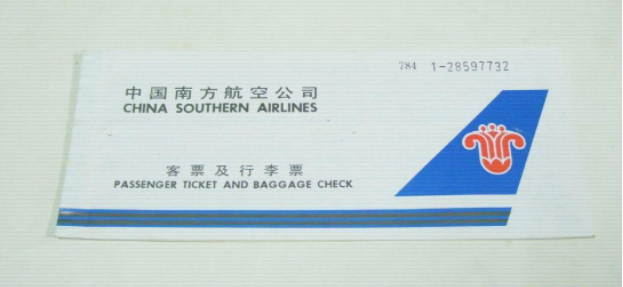 784 1-28597732
中国南方航空公司
CHINA SOUTHERN AIRLINES
客票及行李票
PASSENGER TICKET AND BAGGAGE CHECK